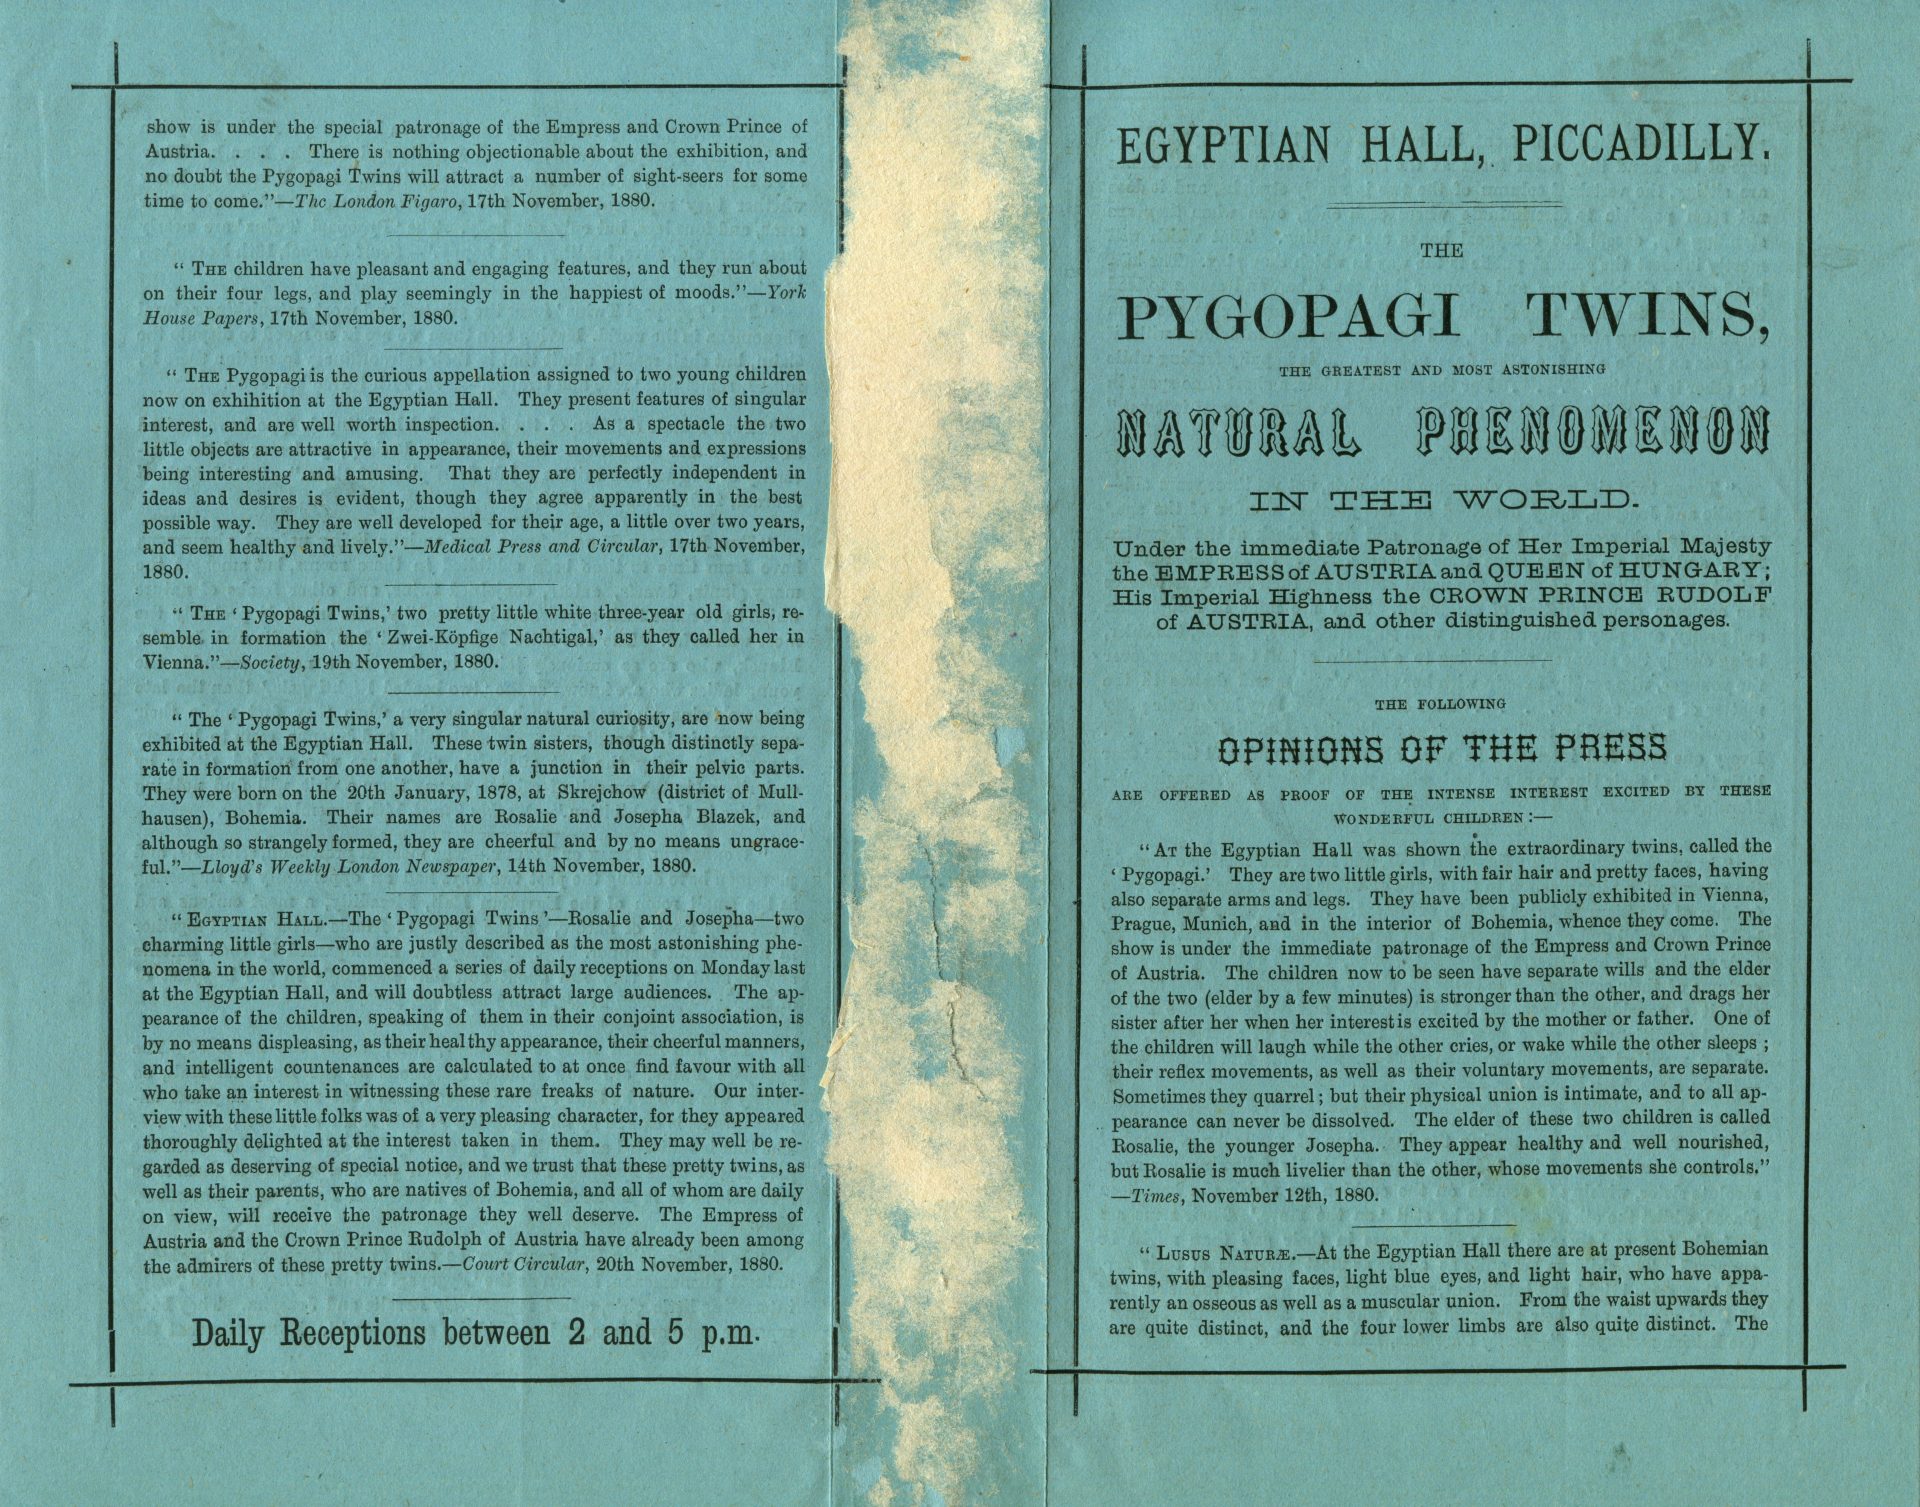 show is under the special patronage of the Empress and Crown Prince of
Austria. . . . There is nothing objectionable about the exhibition, and
no doubt the Pygopagi Twins will attract a number of sight-seers for some
time to come.”—The London Figaro, 17th November, 1880.
“ THE children have pleasant and engaging features, and they run about
on their four legs, and play seemingly in the happiest of moods.”—York
House Papers, 17th November, 1880.
“ THE Pygopagi is the curious appellation assigned to two young children
now on exhibition at the Egyptian Hall. They present features of singular
interest, and are well worth inspection. . . . As a spectacle the two
little objects are attractive in appearance, their movements and expressions
being interesting and amusing. That they are perfectly independent in
ideas and desires is evident, though they agree apparently in the best
possible way. They are well developed for their age, a little over two years,
and seem healthy and lively.”—Medical Press and Circular, 17th November,
1880.
“ THE ‘ Pygopagi Twins,’ two pretty little white three-year old girls, re-
semble in formation the ‘ Zwei-Köpfige Nachtigal,’ as they called her in
Vienna.”—Society, 19th November, 1880.
“ The ‘ Pygopagi Twins,’ a very singular natural curiosity, are now being
exhibited at the Egyptian Hall. These twin sisters, though distinctly sepa-
rate in formation from one another, have a junction in their pelvic parts.
They were born on the 20th January, 1878, at Skrejchow (district of Mull-
hausen), Bohemia. Their names are Rosalie and Josepha Blazek, and
although so strangely formed, they are cheerful and by no means ungrace-
ful.”—Lloyd’s Weekly London Newspaper, 14th November, 1880.
“ EGYPTIAN HALL.—The ‘ Pygopagi Twins ’—Rosalie and Josepha—two
charming little girls—who are justly described as the most astonishing phe-
nomena in the world, commenced a series of daily receptions on Monday last
at the Egyptian Hall, and will doubtless attract large audiences. The ap-
pearance of the children, speaking of them in their conjoint association, is
by no means displeasing, as their healthy appearance, their cheerful manners,
and intelligent countenances are calculated to at once find favour with all
who take an interest in witnessing these rare freaks of nature. Our inter-
view with these little folks was of a very pleasing character, for they appeared
thoroughly delighted at the interest taken in them. They may well be re-
garded as deserving of special notice, and we trust that these pretty twins, as
well as their parents, who are natives of Bohemia, and all of whom are daily
on view, will receive the patronage they well deserve. The Empress of
Austria and the Crown Prince Rudolph of Austria have already been among
the admirers of these pretty twins.—Court Circular, 20th November, 1880.
Daily Receptions between 2 and 5 p.m.
EGYPTIAN HALL, PICCADILLY.
THE
PYGOPAGI TWINS,
THE GREATEST AND MOST ASTONISHING
NATURAL PHENOMENON
IN THE WORLD.
Under the immediate Patronage of Her Imperial Majesty
the EMPRESS of AUSTRIA and QUEEN of HUNGARY;
His Imperial Highness the CROWN PRINCE RUDOLF
of AUSTRIA, and other distinguished personages.
THE FOLLOWING
OPINIONS OF THE PRESS
ARE OFFERED AS PROOF OF THE INTENSE INTEREST EXCITED BY THESE
WONDERFUL CHILDREN :—
“ AT the Egyptian Hall was shown the extraordinary twins, called the
‘ Pygopagi.’ They are two little girls, with fair hair and pretty faces, having
also separate arms and legs. They have been publicly exhibited in Vienna,
Prague, Munich, and in the interior of Bohemia, whence they come. The
show is under the immediate patronage of the Empress and Crown Prince
of Austria. The children now to be seen have separate wills and the elder
of the two (elder by a few minutes) is stronger than the other, and drags her
sister after her when her interest is excited by the mother or father. One of
the children will laugh while the other cries, or wake while the other sleeps ;
their reflex movements, as well as their voluntary movements, are separate.
Sometimes they quarrel ; but their physical union is intimate, and to all ap-
pearance can never be dissolved. The elder of these two children is called
Rosalie, the younger Josepha. They appear healthy and well nourished,
but Rosalie is much livelier than the other, whose movements she controls.”
—Times, November 12th, 1880.
“ LUSUS NATURÆ.—At the Egyptian Hall there are at present Bohemian
twins, with pleasing faces, light blue eyes, and light hair, who have appa-
rently an osseous as well as a muscular union. From the waist upwards they
are quite distinct, and the four lower limbs are also quite distinct. The